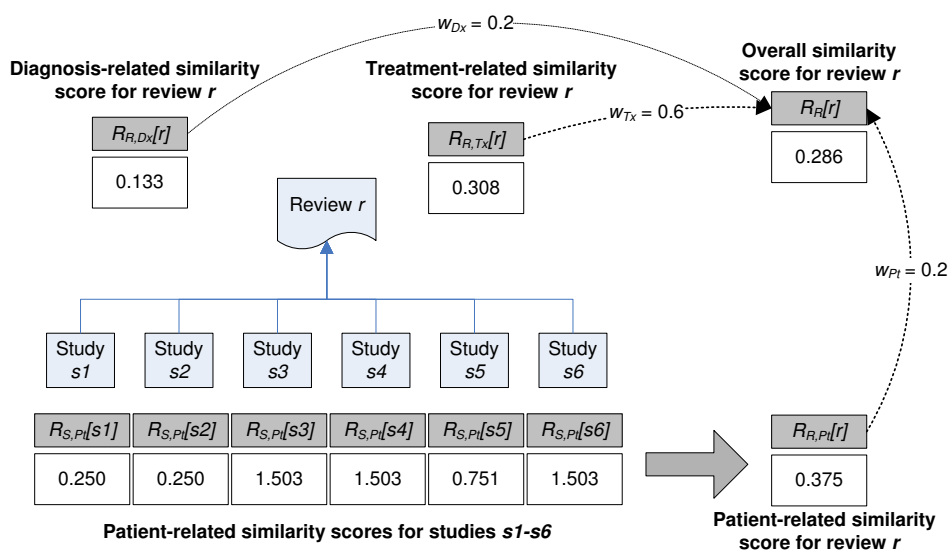 w_Dx = 0.2
Diagnosis-related similarity
score for review r
Treatment-related similarity
score for review r
Overall similarity
score for review r
R_R,Dx[r]
0.133
R_R,Tx[r]
0.308
w_Tx = 0.6
R_R[r]
0.286
Review r
w_Pt = 0.2
Study
s1
Study
s2
Study
s3
Study
s4
Study
s5
Study
s6
R_S,Pt[s1]
R_S,Pt[s2]
R_S,Pt[s3]
R_S,Pt[s4]
R_S,Pt[s5]
R_S,Pt[s6]
0.250
0.250
1.503
1.503
0.751
1.503
Patient-related similarity scores for studies s1-s6
R_R,Pt[r]
0.375
Patient-related similarity
score for review r